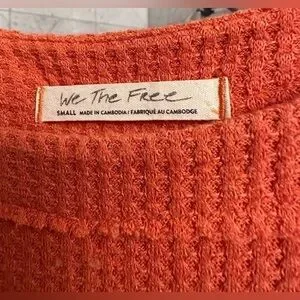 We The Free
SMALL MADE IN CAMBODIA / FABRIQUÉ AU CAMBODGE